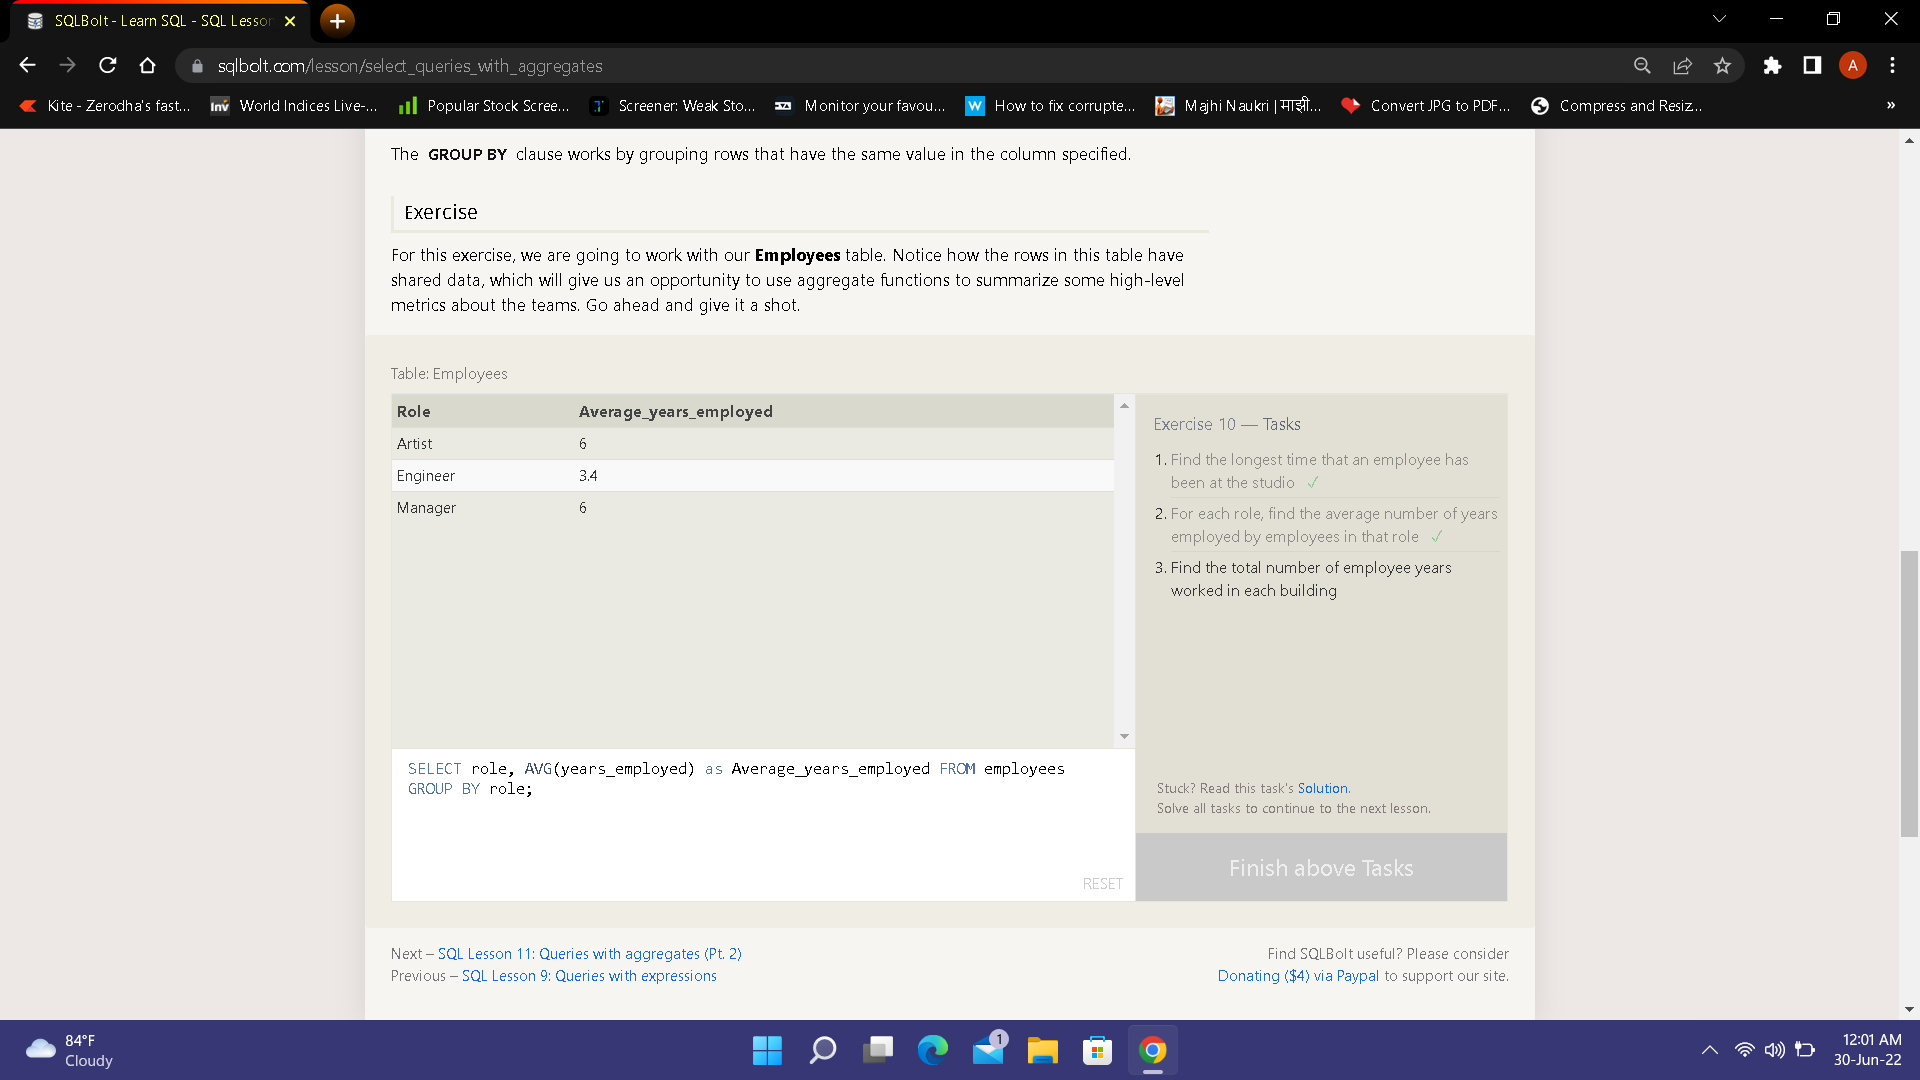 SQLBolt - Learn SQL - SQL Lesson
sqlbolt.com/lesson/select_queries_with_aggregates
A
Kite - Zerodha's fast...
Inv World Indices Live-...
Popular Stock Scree...
Screener: Weak Sto...
Monitor your favou...
W How to fix corrupte...
Majhi Naukri | माझी...
Convert JPG to PDF...
Compress and Resiz...
»
The GROUP BY clause works by grouping rows that have the same value in the column specified.
Exercise
For this exercise, we are going to work with our Employees table. Notice how the rows in this table have
shared data, which will give us an opportunity to use aggregate functions to summarize some high-level
metrics about the teams. Go ahead and give it a shot.
Table: Employees
Role Average_years_employed
Artist 6
Engineer 3.4
Manager 6
Exercise 10 — Tasks
1. Find the longest time that an employee has
been at the studio ✓
2. For each role, find the average number of years
employed by employees in that role ✓
3. Find the total number of employee years
worked in each building
SELECT role, AVG(years_employed) as Average_years_employed FROM employees
GROUP BY role;
RESET
Stuck? Read this task's Solution.
Solve all tasks to continue to the next lesson.
Finish above Tasks
Next – SQL Lesson 11: Queries with aggregates (Pt. 2)
Previous – SQL Lesson 9: Queries with expressions
Find SQLBolt useful? Please consider
Donating ($4) via Paypal to support our site.
84°F
Cloudy
1
12:01 AM
30-Jun-22